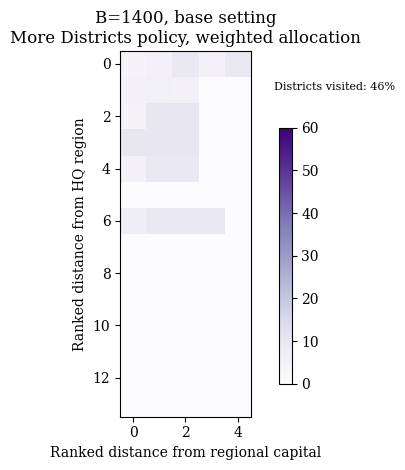 B=1400, base setting
More Districts policy, weighted allocation
Districts visited: 46%
Ranked distance from HQ region
0
2
4
6
8
10
12
0 2 4
Ranked distance from regional capital
60
50
40
30
20
10
0